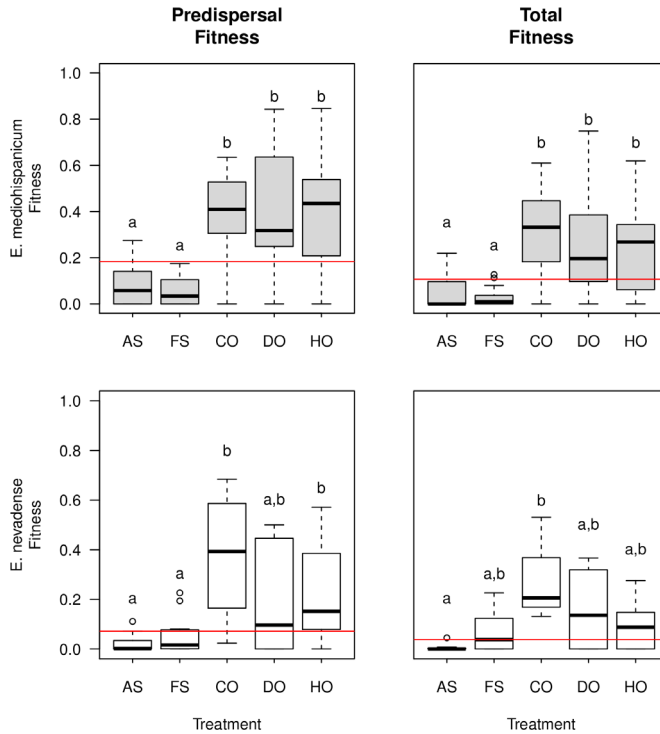 Predispersal
Fitness
Total
Fitness
E. mediohispanicum
Fitness
1.0
0.8
0.6
0.4
0.2
0.0
a
a
b
b
b
AS
FS
CO
DO
HO
a
a
b
b
b
AS
FS
CO
DO
HO
E. nevadense
Fitness
1.0
0.8
0.6
0.4
0.2
0.0
a
a
b
a,b
b
AS
FS
CO
DO
HO
Treatment
a
a,b
b
a,b
a,b
AS
FS
CO
DO
HO
Treatment